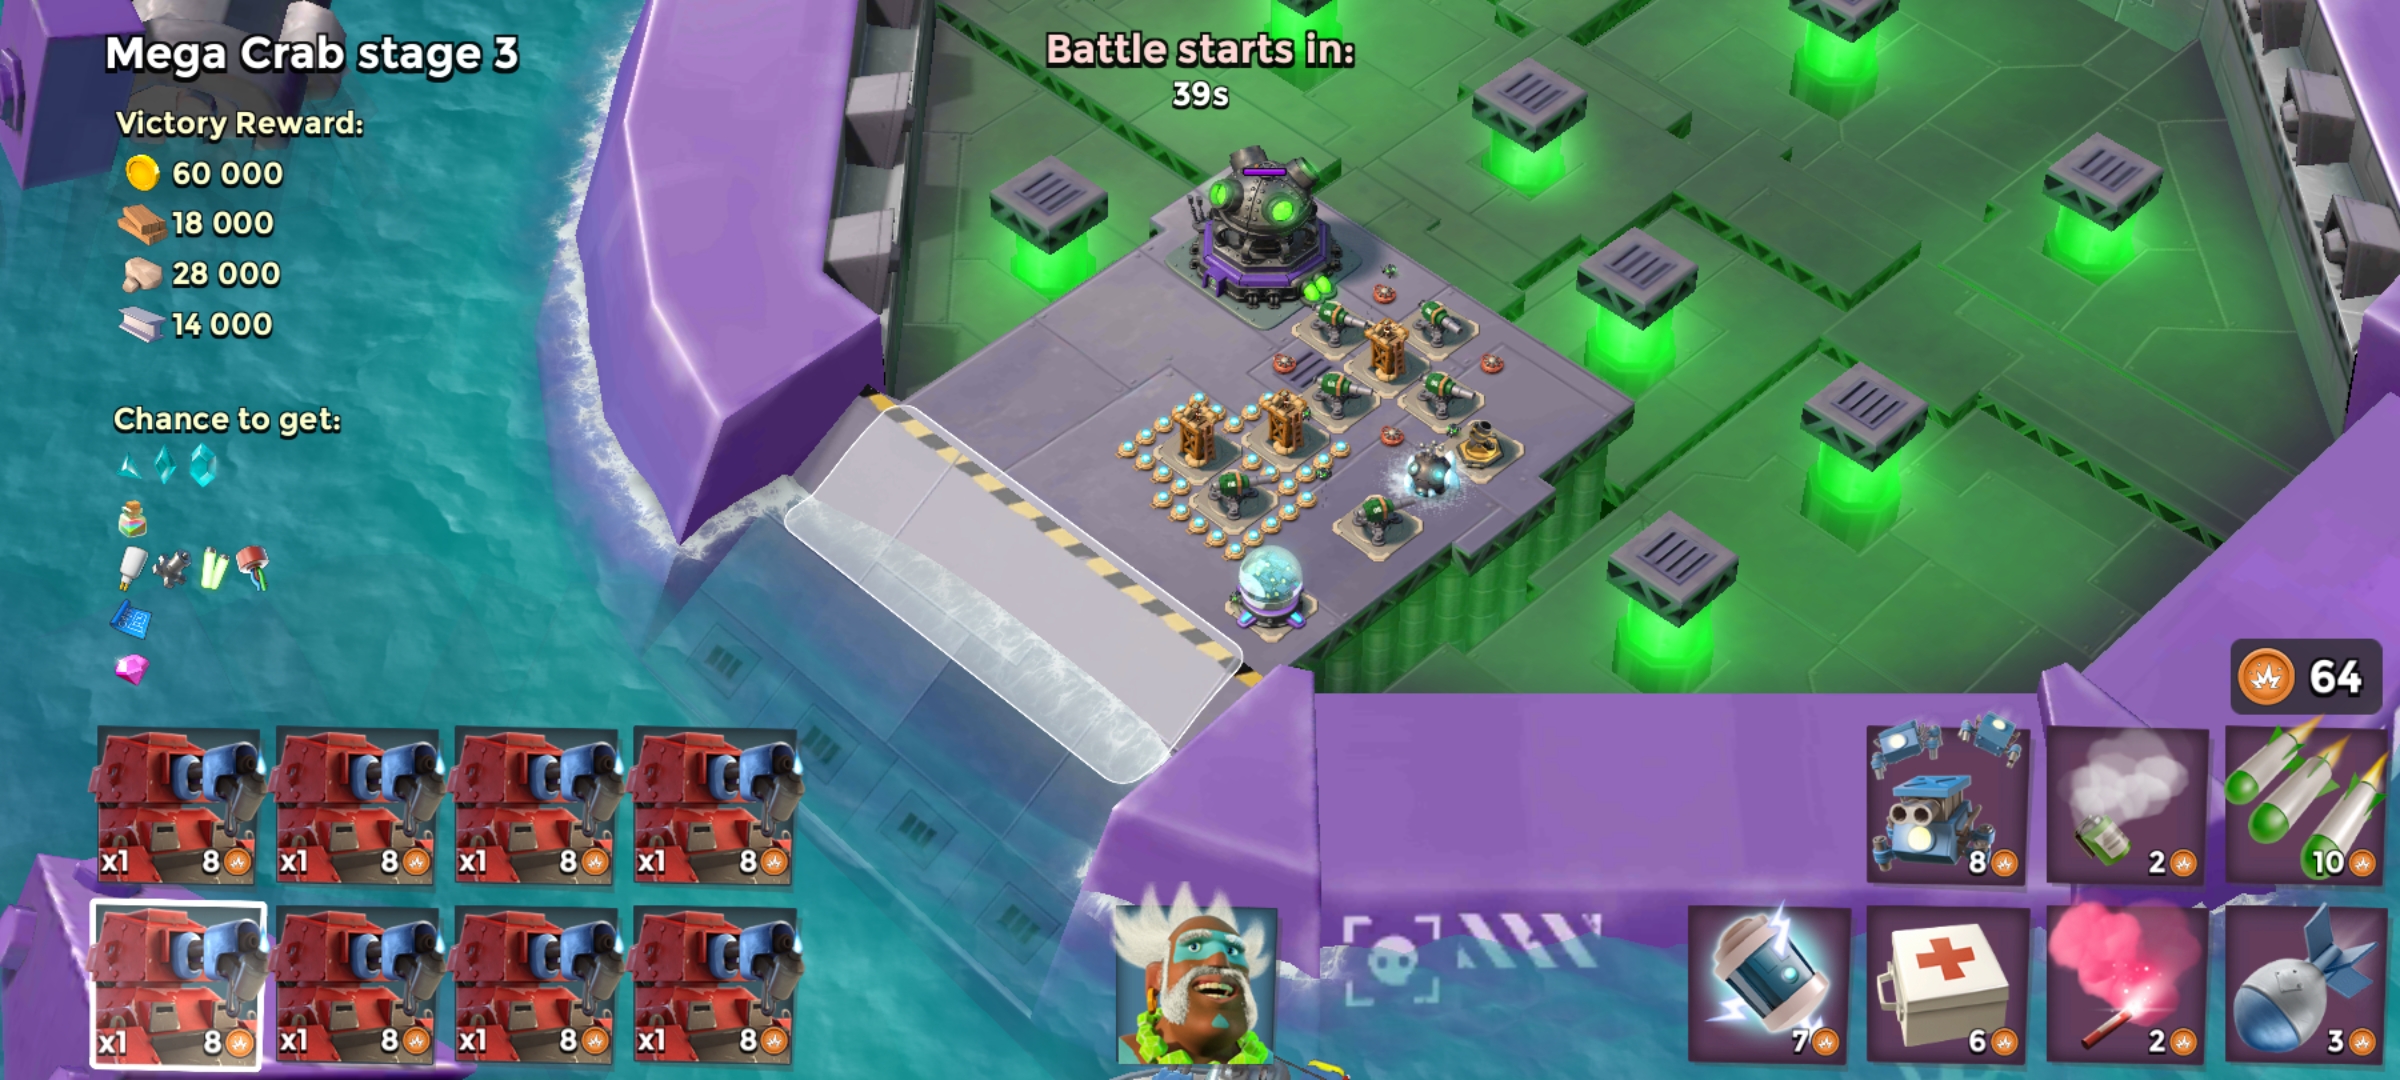 Mega Crab stage 3
Battle starts in:
39s
Victory Reward:
60 000
18 000
28 000
14 000
Chance to get:
64
x1 8
x1 8
x1 8
x1 8
8
2
10
x1 8
x1 8
x1 8
x1 8
7
6
2
3